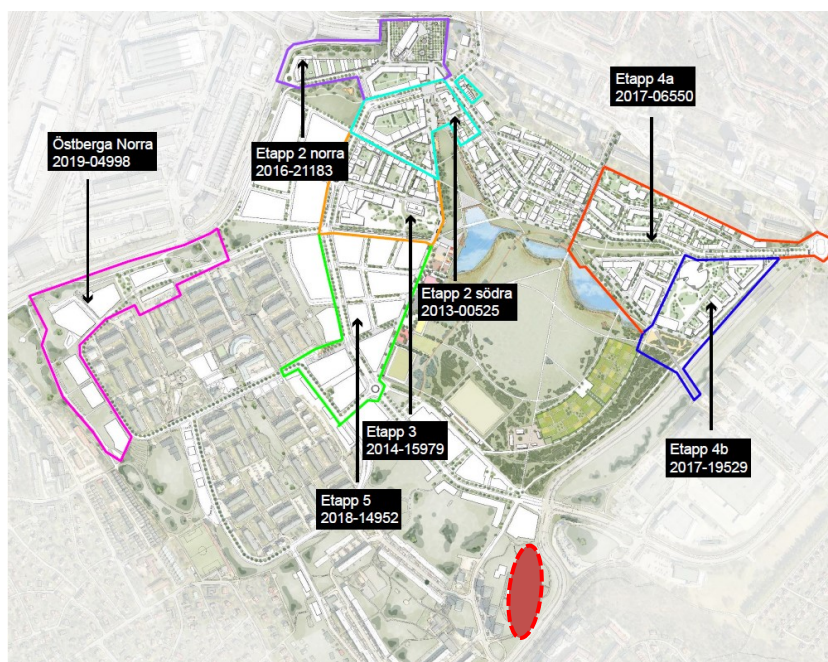 Etapp 4a
2017-06550
Östberga Norra
2019-04998
Etapp 2 norra
2016-21183
Etapp 2 södra
2013-00525
Etapp 3
2014-15979
Etapp 4b
2017-19529
Etapp 5
2018-14952